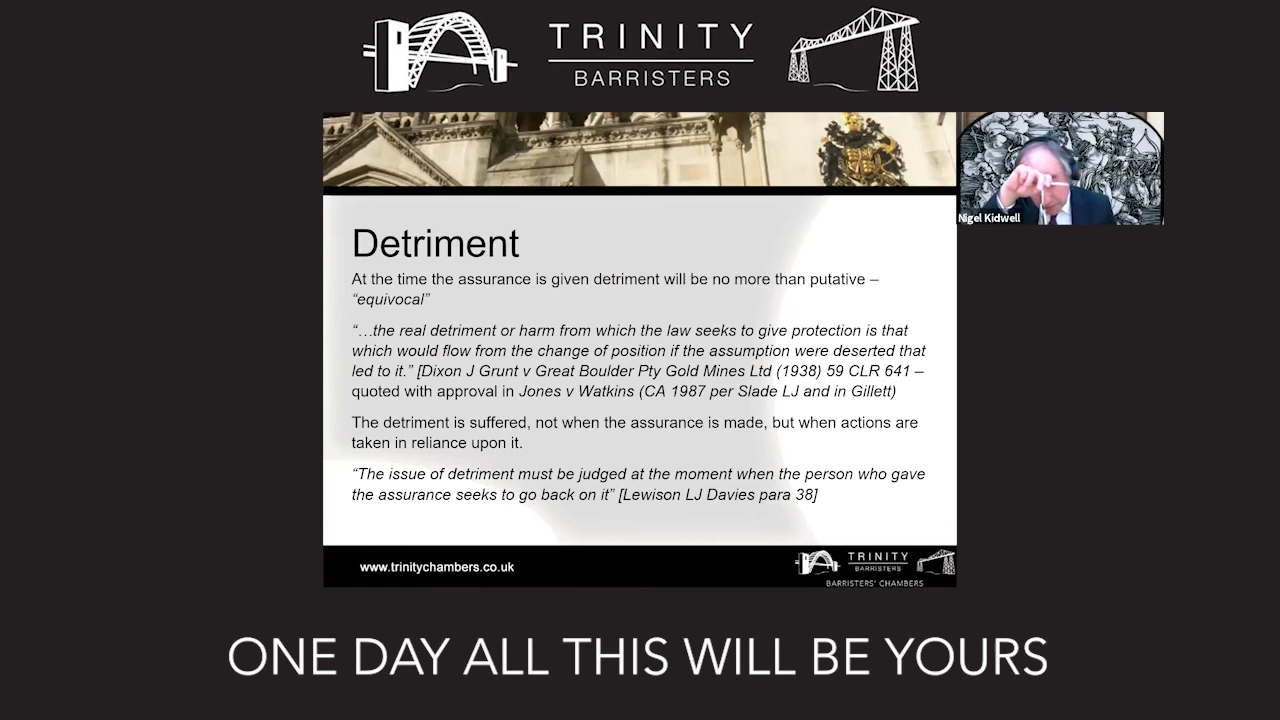 TRINITY
BARRISTERS
Nigel Kidwell
Detriment
At the time the assurance is given detriment will be no more than putative –
“equivocal”
“…the real detriment or harm from which the law seeks to give protection is that
which would flow from the change of position if the assumption were deserted that
led to it.” [Dixon J Grunt v Great Boulder Pty Gold Mines Ltd (1938) 59 CLR 641 –
quoted with approval in Jones v Watkins (CA 1987 per Slade LJ and in Gillett)
The detriment is suffered, not when the assurance is made, but when actions are
taken in reliance upon it.
“The issue of detriment must be judged at the moment when the person who gave
the assurance seeks to go back on it” [Lewison LJ Davies para 38]
www.trinitychambers.co.uk
TRINITY
BARRISTERS
BARRISTERS' CHAMBERS
ONE DAY ALL THIS WILL BE YOURS